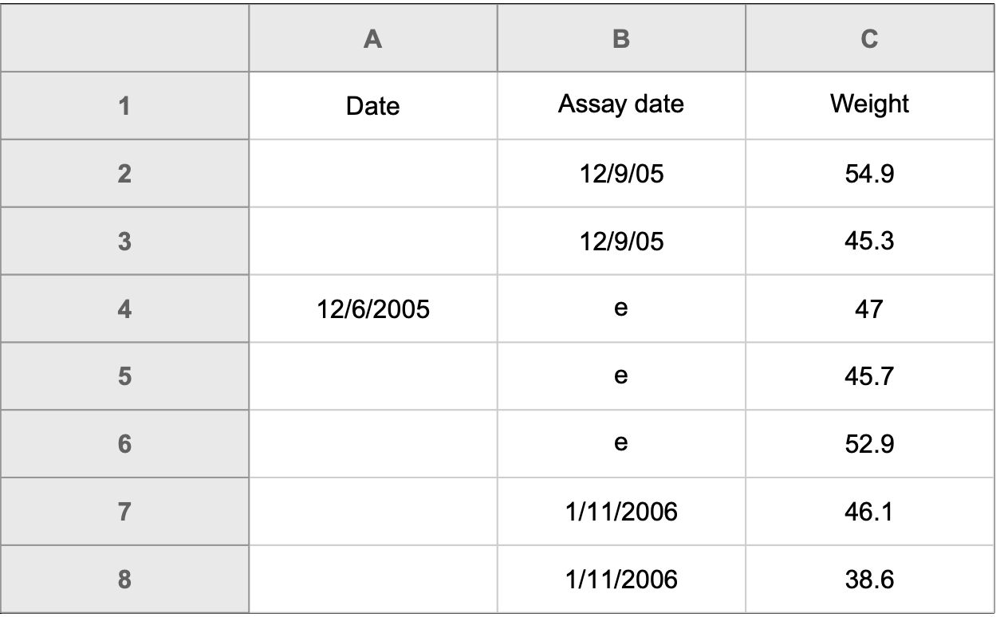 A B C
1 Date Assay date Weight
2 12/9/05 54.9
3 12/9/05 45.3
4 12/6/2005 e 47
5 e 45.7
6 e 52.9
7 1/11/2006 46.1
8 1/11/2006 38.6